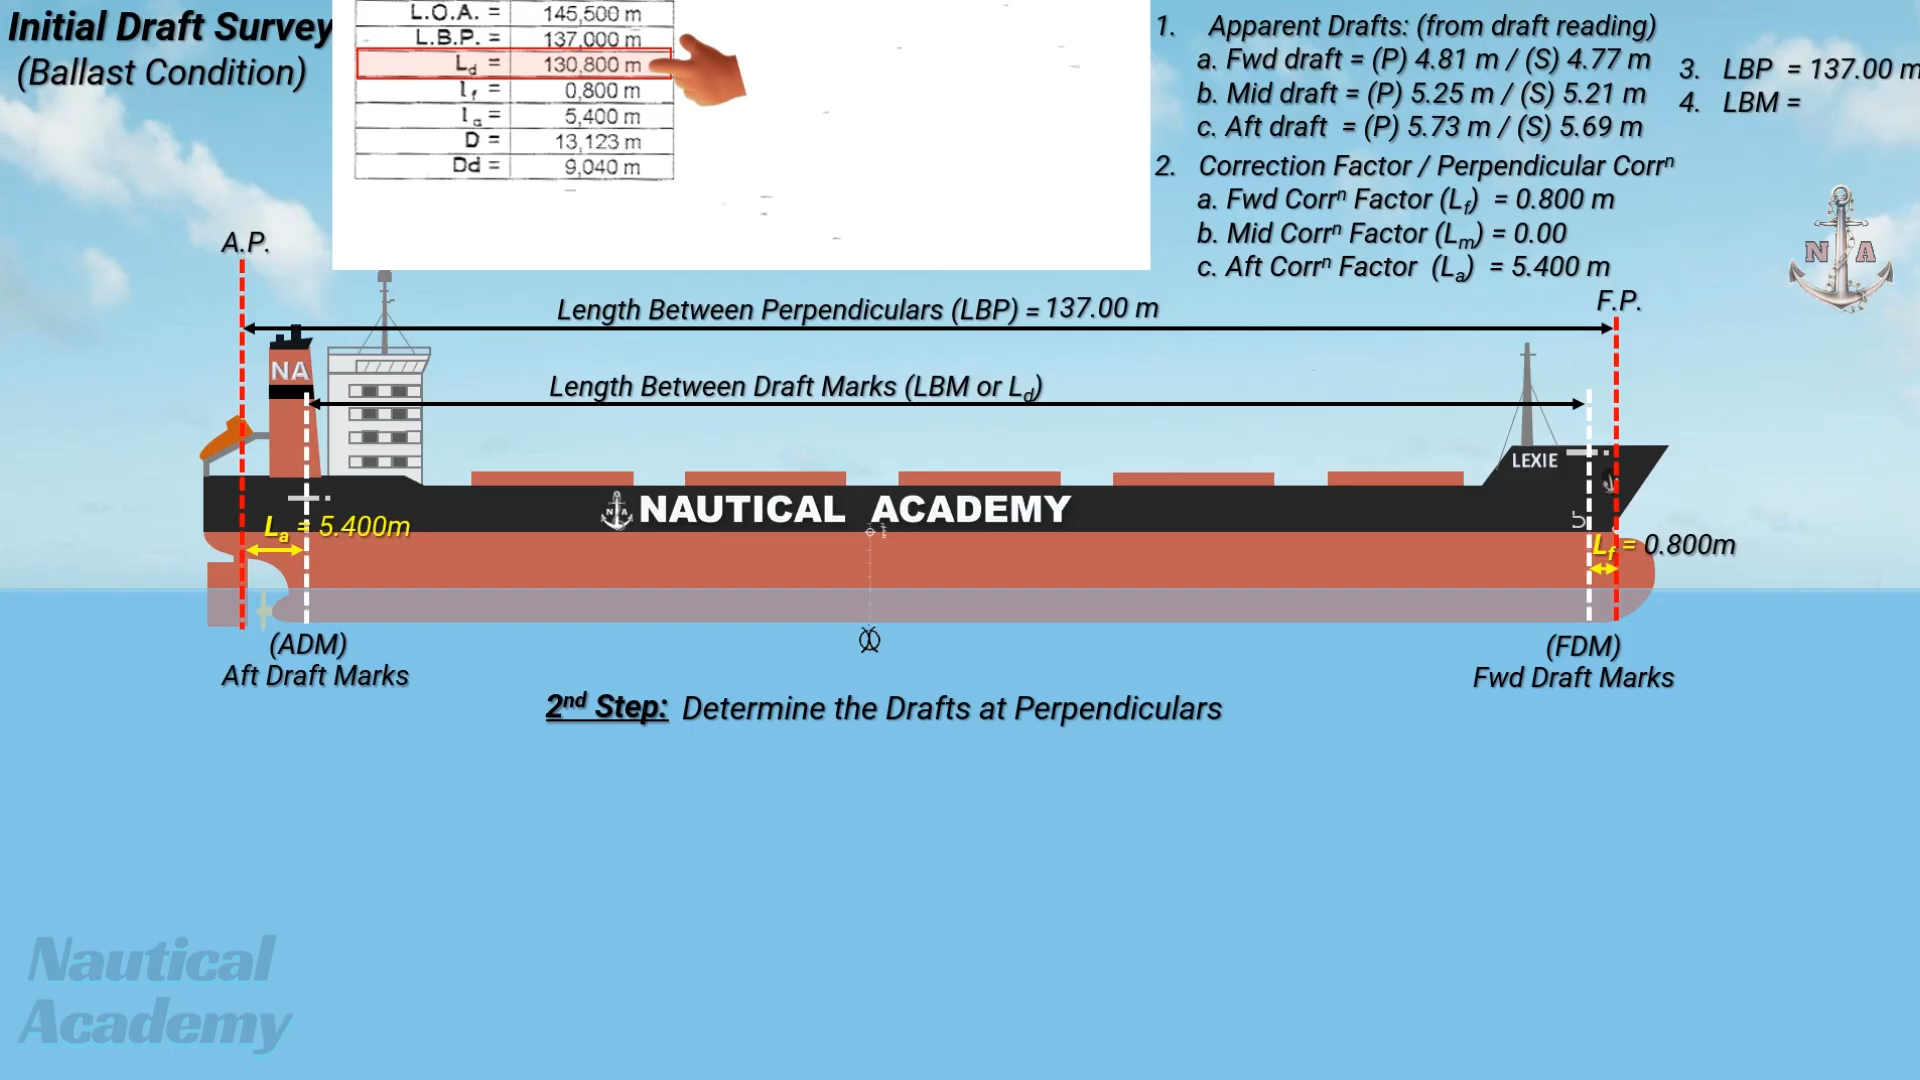 Initial Draft Survey
(Ballast Condition)
L.O.A. = 145,500 m
L.B.P. = 137,000 m
Ld = 130,800 m
lf = 0,800 m
la = 5,400 m
D = 13,123 m
Dd = 9,040 m
1. Apparent Drafts: (from draft reading)
a. Fwd draft = (P) 4.81 m / (S) 4.77 m
b. Mid draft = (P) 5.25 m / (S) 5.21 m
c. Aft draft = (P) 5.73 m / (S) 5.69 m
2. Correction Factor / Perpendicular Corrⁿ
a. Fwd Corrⁿ Factor (Lf) = 0.800 m
b. Mid Corrⁿ Factor (Lm) = 0.00
c. Aft Corrⁿ Factor (La) = 5.400 m
3. LBP = 137.00 m
4. LBM =
N A
A.P.
F.P.
Length Between Perpendiculars (LBP) = 137.00 m
NA
Length Between Draft Marks (LBM or Ld)
LEXIE
NAUTICAL ACADEMY
La = 5.400m
Lf = 0.800m
(ADM)
Aft Draft Marks
(FDM)
Fwd Draft Marks
2nd Step: Determine the Drafts at Perpendiculars
Nautical
Academy